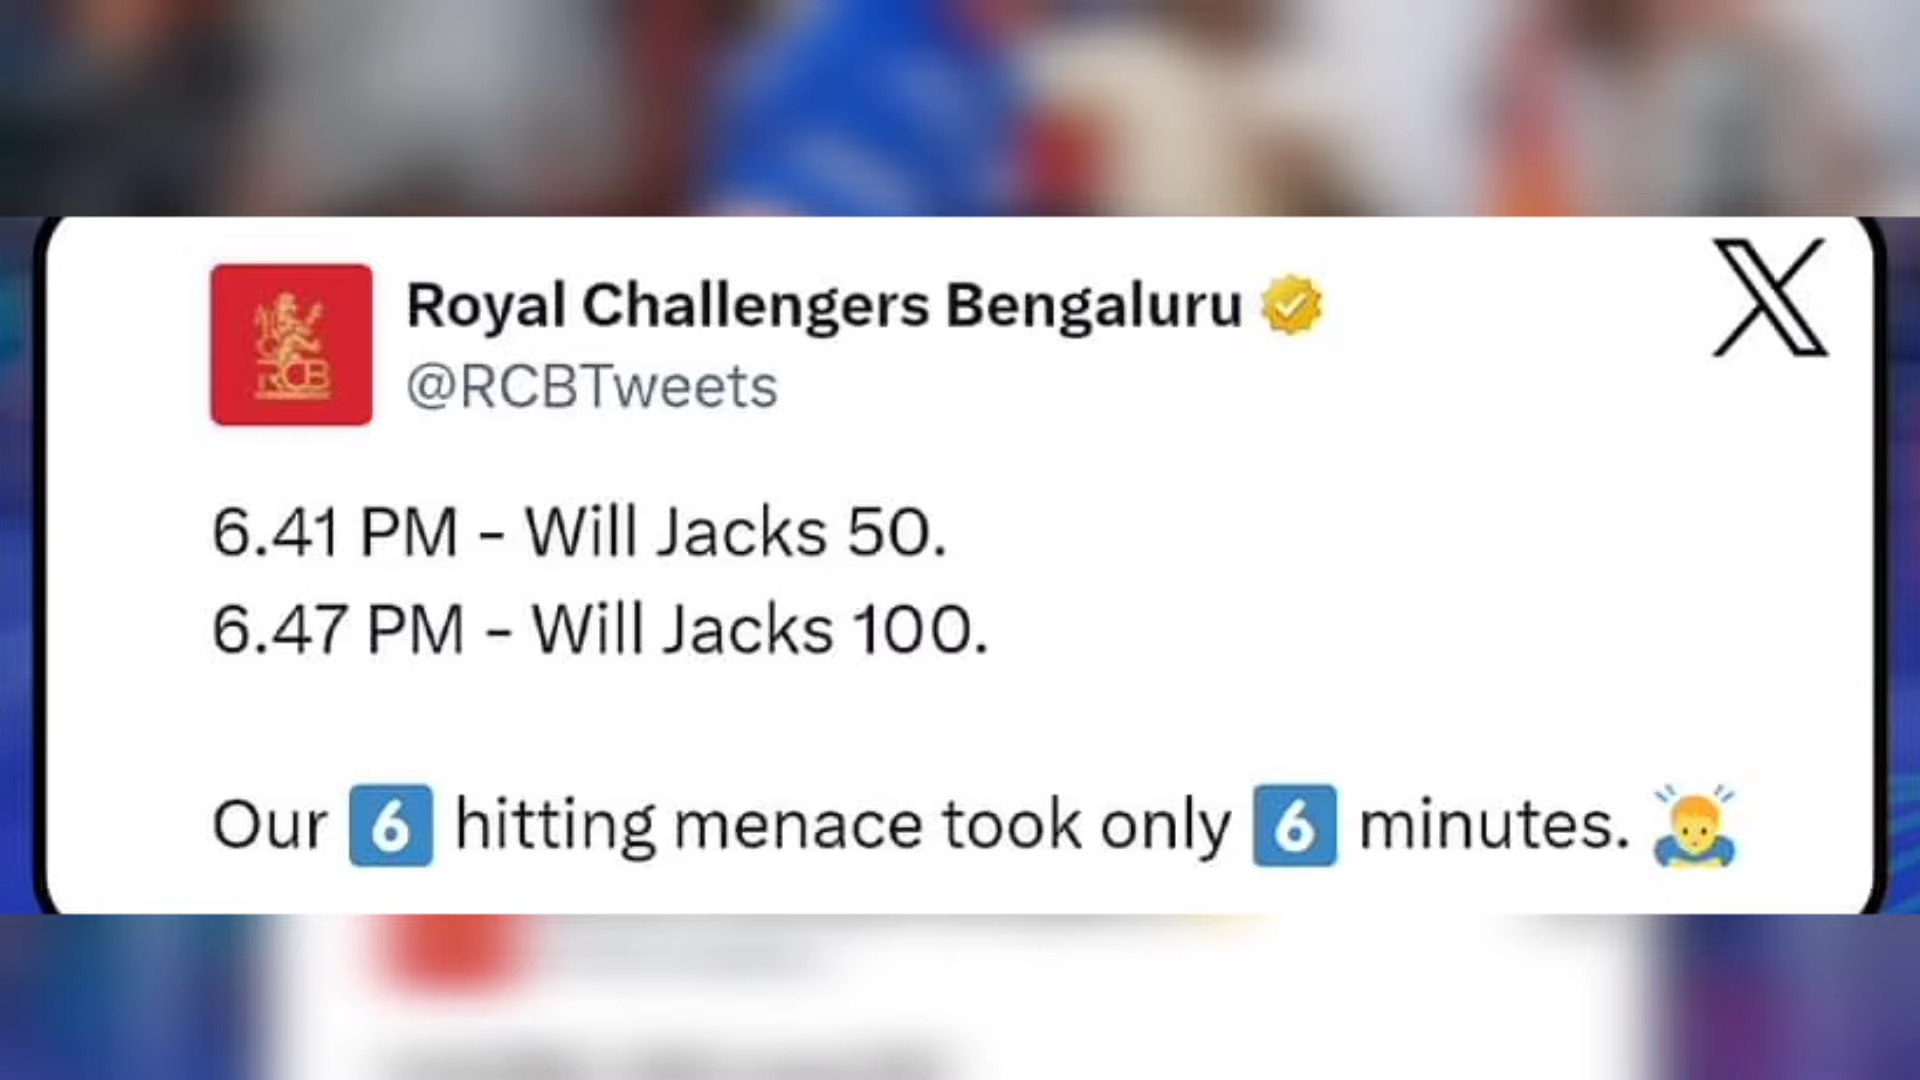 RCB
Royal Challengers Bengaluru
@RCBTweets
6.41 PM - Will Jacks 50.
6.47 PM - Will Jacks 100.
Our 6️⃣ hitting menace took only 6️⃣ minutes. 🙇‍♂️